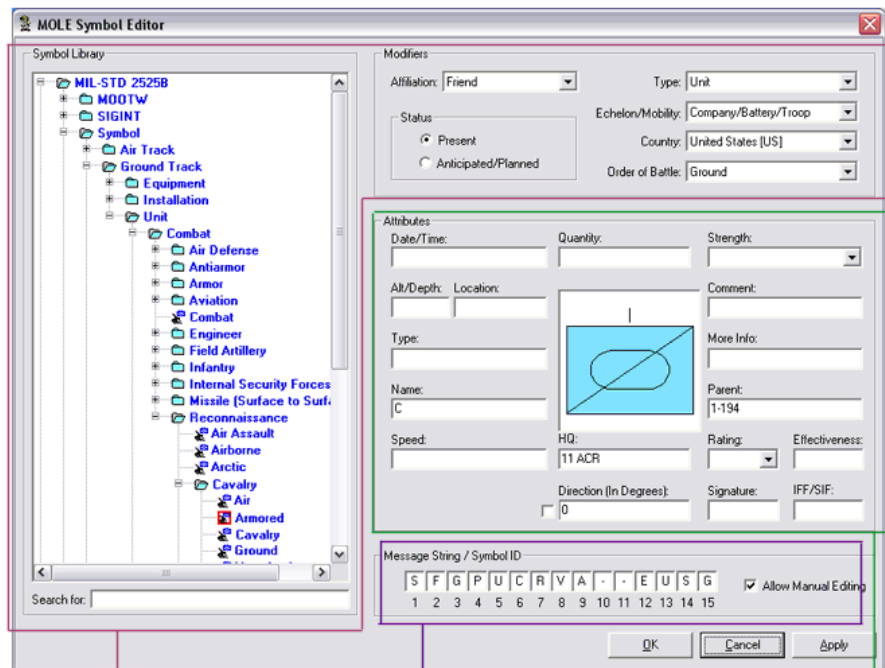 MOLE Symbol Editor
Symbol Library
MIL-STD 2525B
MOOTW
SIGINT
Symbol
Air Track
Ground Track
Equipment
Installation
Unit
Combat
Air Defense
Antiarmor
Armor
Aviation
Combat
Engineer
Field Artillery
Infantry
Internal Security Forces
Missile (Surface to Surfa
Reconnaissance
Air Assault
Airborne
Arctic
Cavalry
Air
Armored
Cavalry
Ground
Search for:
Modifiers
Affiliation: Friend
Type: Unit
Status
Present
Anticipated/Planned
Echelon/Mobility: Company/Battery/Troop
Country: United States [US]
Order of Battle: Ground
Attributes
Date/Time: Quantity: Strength:
Alt/Depth: Location: Comment:
Type: More Info:
Name: Parent:
C 1-194
Speed: HQ: Rating: Effectiveness:
11 ACR
Direction (In Degrees): Signature: IFF/SIF:
0
Message String / Symbol ID
S F G P U C R V A - - E U S G
1 2 3 4 5 6 7 8 9 10 11 12 13 14 15
Allow Manual Editing
OK Cancel Apply